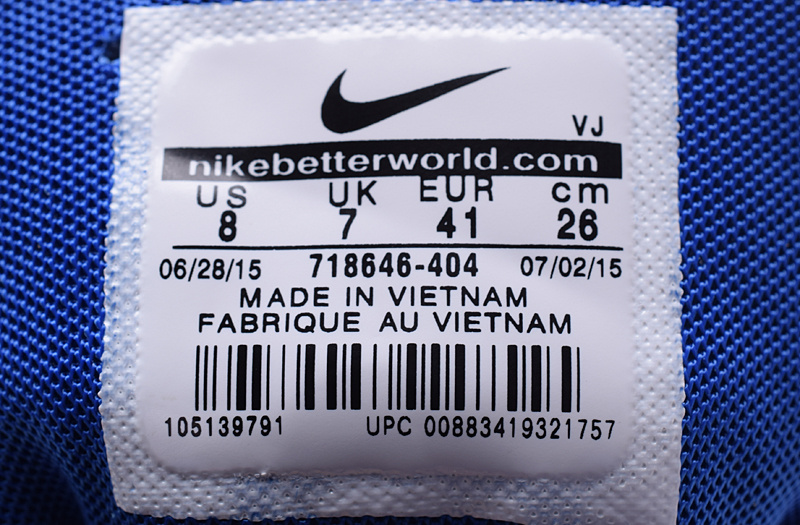 VJ
nikebetterworld.com
US UK EUR cm
8 7 41 26
06/28/15 718646-404 07/02/15
MADE IN VIETNAM
FABRIQUE AU VIETNAM
105139791 UPC 00883419321757